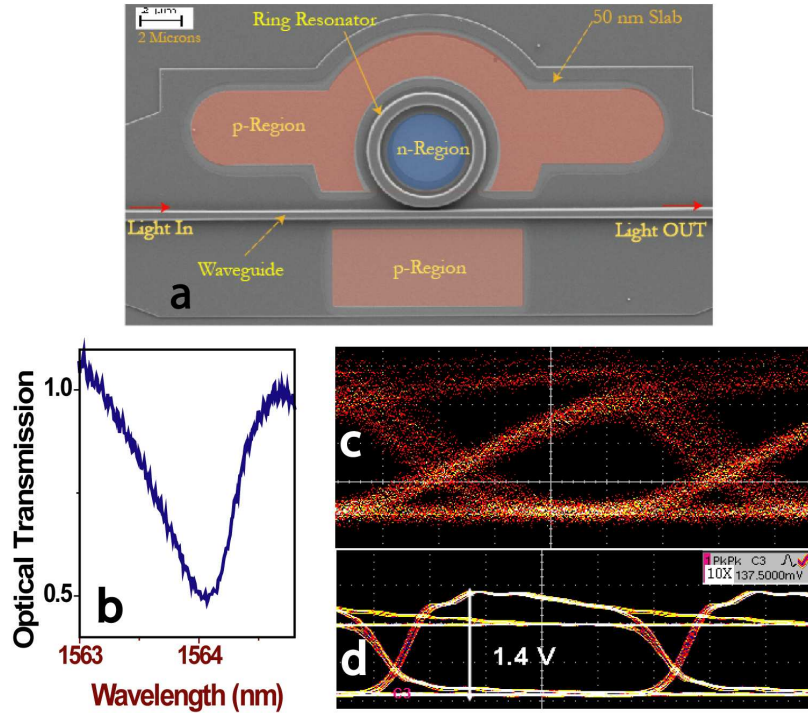 2 µm
2 Microns
Ring Resonator
50 nm Slab
p-Region
n-Region
Light In
Light OUT
Waveguide
p-Region
a
Optical Transmission
1.0
0.5
b
1563
1564
Wavelength (nm)
c
PkPk C3
10X 137.5000mV
d
1.4 V
C3